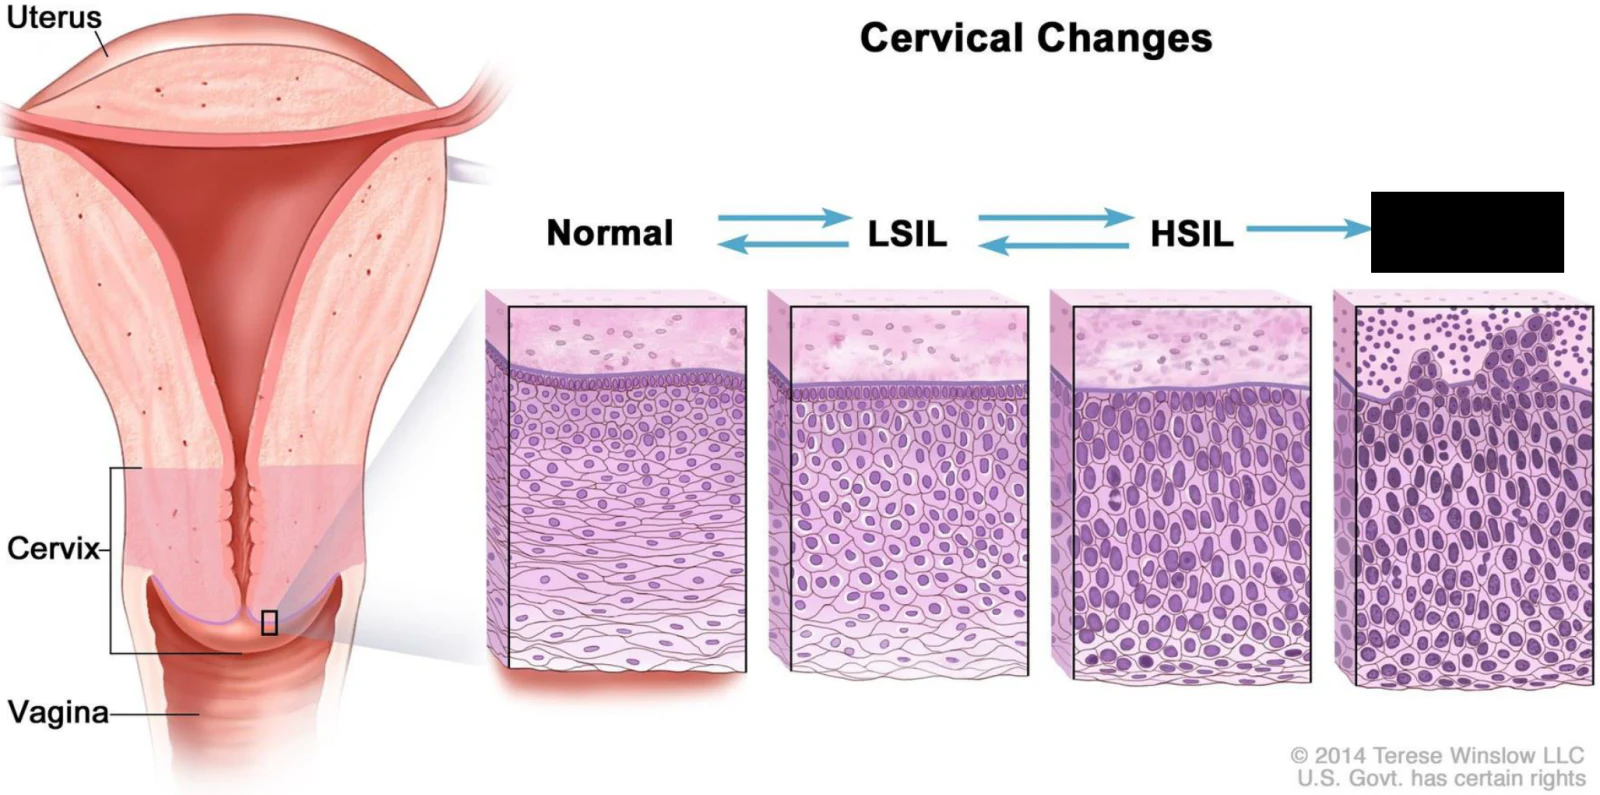 Uterus
Cervical Changes
Normal
LSIL
HSIL
Cervix
Vagina
© 2014 Terese Winslow LLC
U.S. Govt. has certain rights